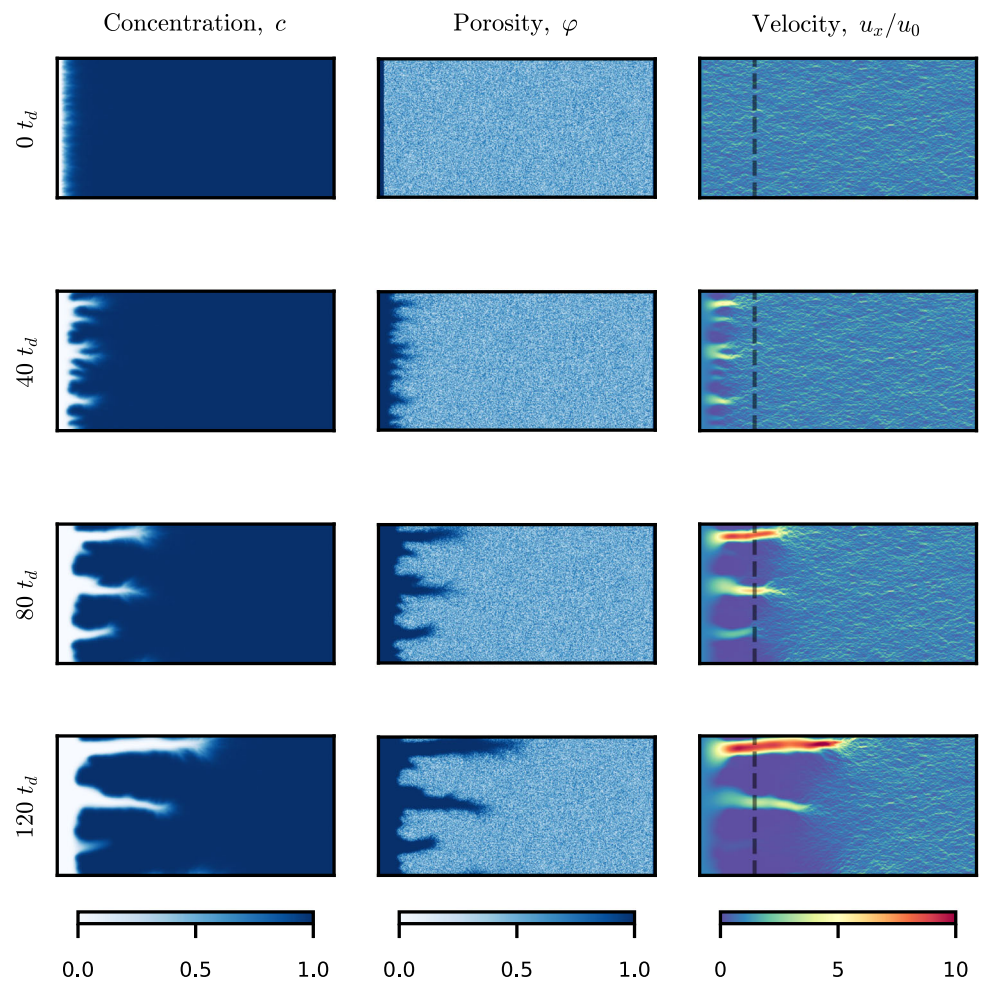 Concentration, c Porosity, φ Velocity, u_x/u_0
0 t_d
40 t_d
80 t_d
120 t_d
0.0 0.5 1.0 0.0 0.5 1.0 0 5 10